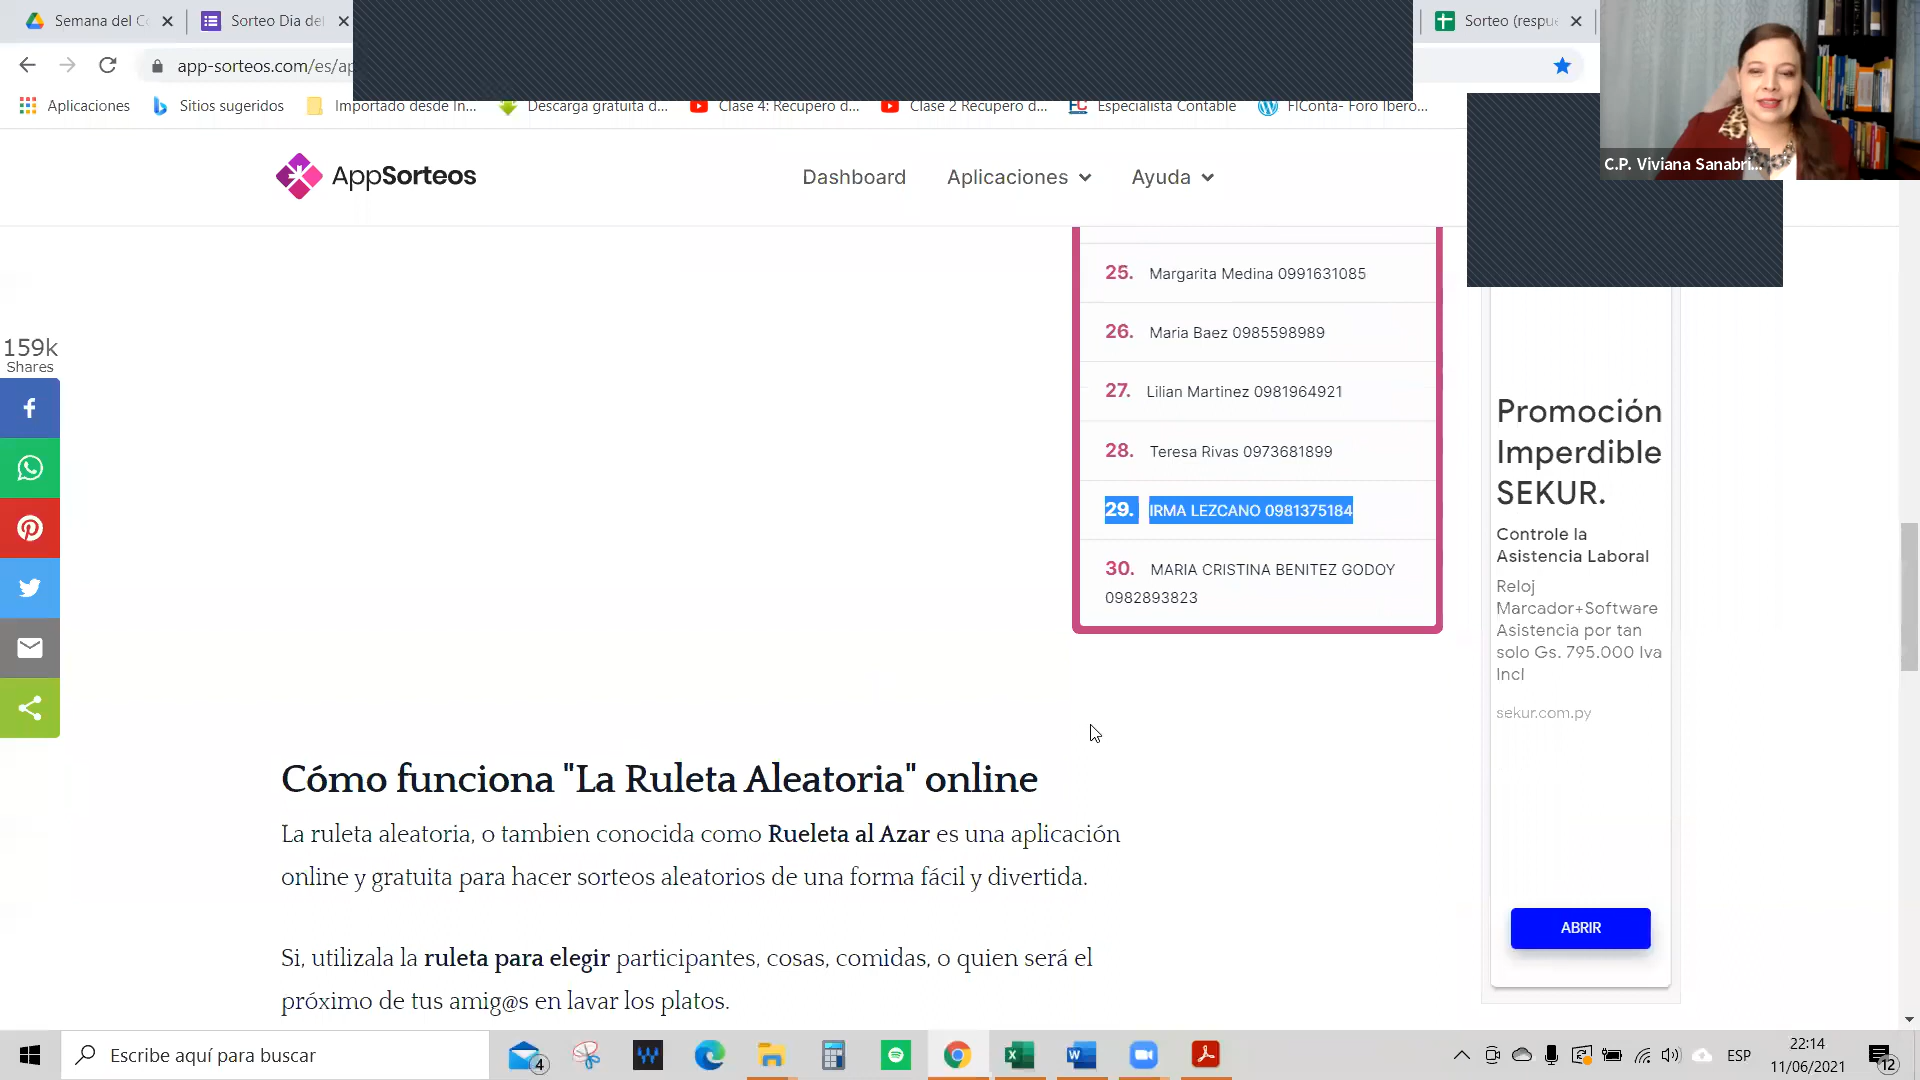 Semana del C
Sorteo Dia de
Sorteo (respu
app-sorteos.com/es/ap
Aplicaciones
Sitios sugeridos
Importado desde In...
Descarga gratuita d...
Clase 4: Recupero d...
Clase 2 Recupero d...
Especialista Contable
FIConta- Foro Ibero...
C.P. Viviana Sanabri...
AppSorteos
Dashboard
Aplicaciones
Ayuda
25. Margarita Medina 0991631085
26. Maria Baez 0985598989
27. Lilian Martinez 0981964921
28. Teresa Rivas 0973681899
29. IRMA LEZCANO 0981375184
30. MARIA CRISTINA BENITEZ GODOY
0982893823
159k
Shares
Promoción
Imperdible
SEKUR.
Controle la
Asistencia Laboral
Reloj
Marcador+Software
Asistencia por tan
solo Gs. 795.000 Iva
Incl
sekur.com.py
ABRIR
Cómo funciona "La Ruleta Aleatoria" online
La ruleta aleatoria, o tambien conocida como Rueleta al Azar es una aplicación
online y gratuita para hacer sorteos aleatorios de una forma fácil y divertida.
Si, utilizala la ruleta para elegir participantes, cosas, comidas, o quien será el
próximo de tus amig@s en lavar los platos.
Escribe aquí para buscar
4
ESP
22:14
11/06/2021
12